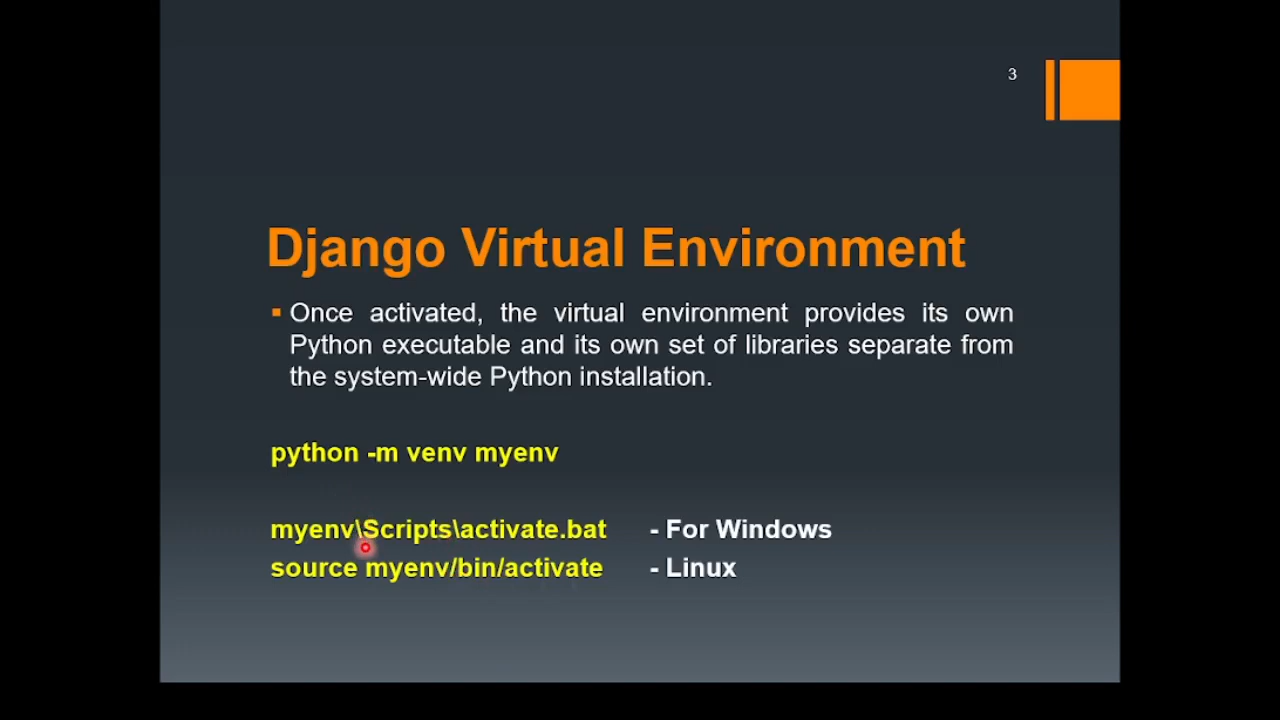 3
Django Virtual Environment
▪ Once activated, the virtual environment provides its own
Python executable and its own set of libraries separate from
the system-wide Python installation.
python -m venv myenv
myenv\Scripts\activate.bat - For Windows
source myenv/bin/activate - Linux